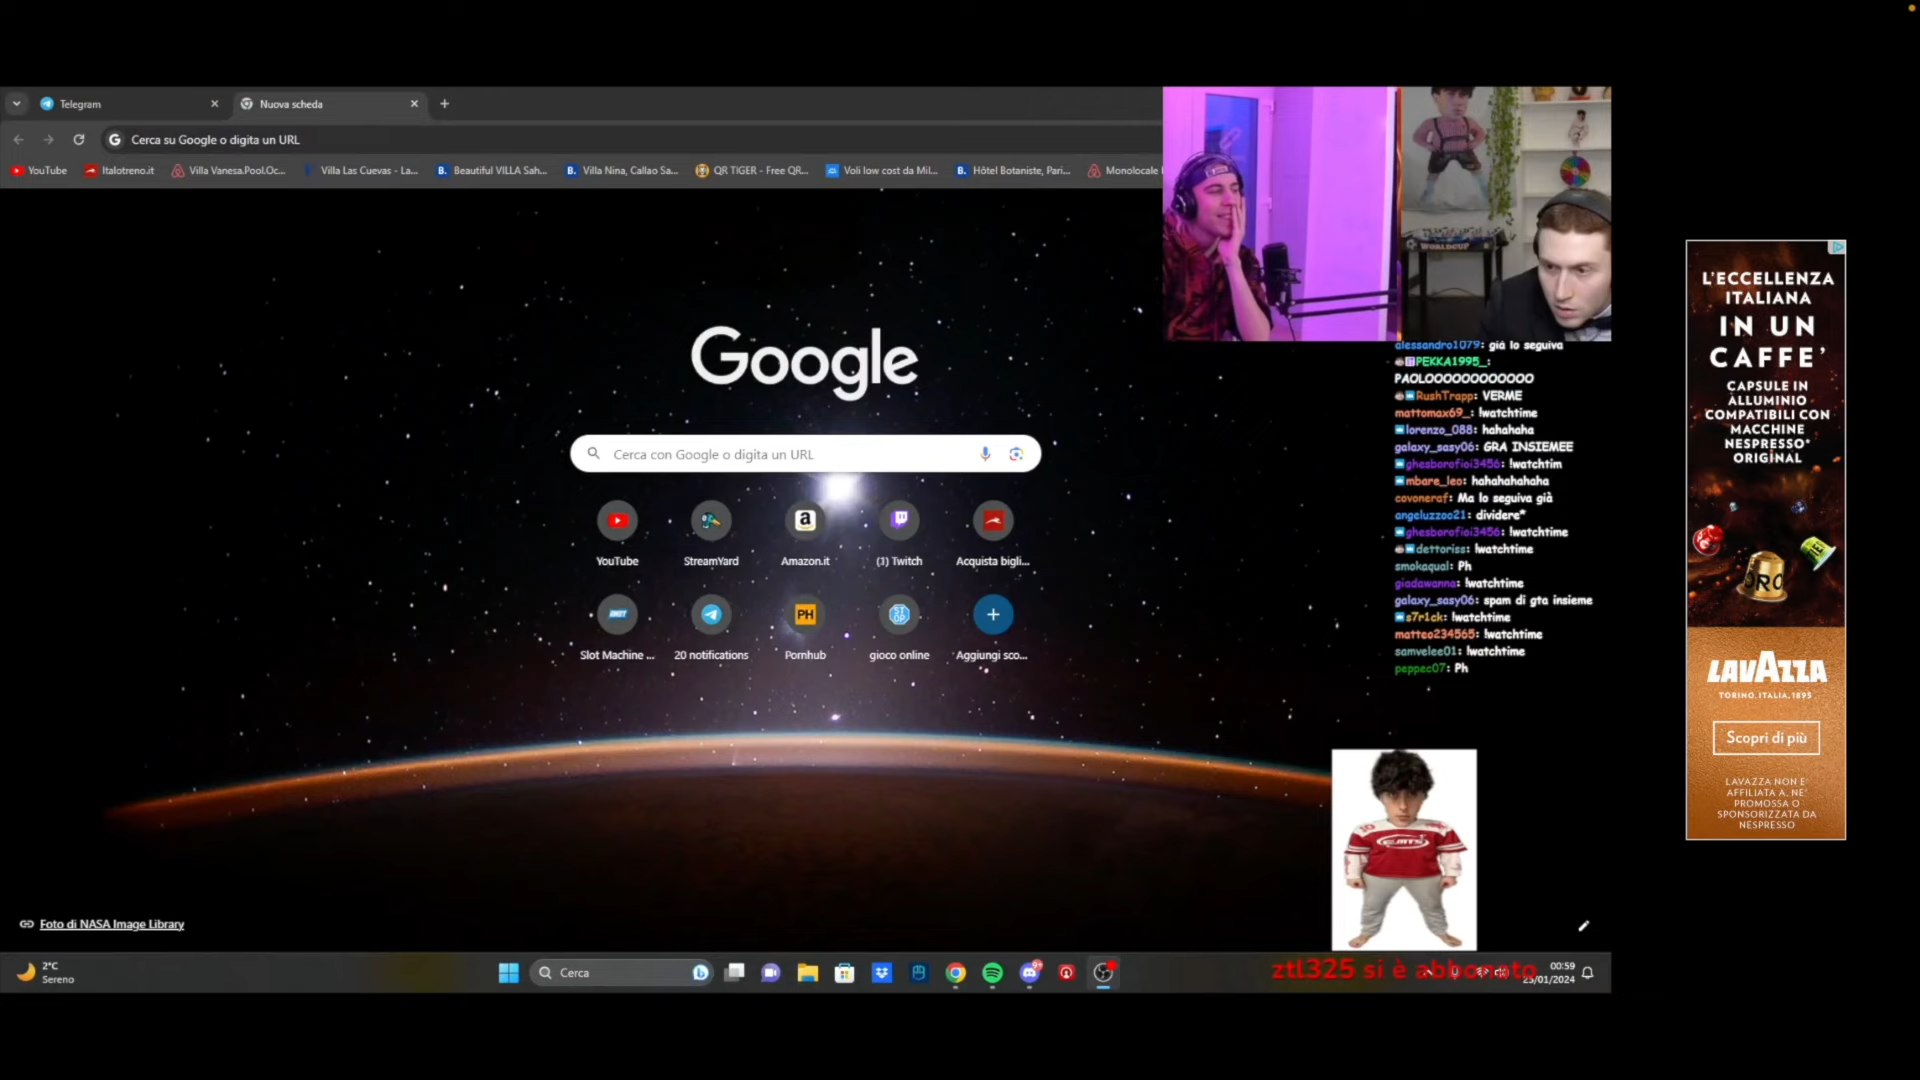 Telegram
Nuova scheda
Cerca su Google o digita un URL
YouTube
Italotreno.it
Villa Vanesa.Pool.Oc...
Villa Las Cuevas - La...
Beautiful VILLA Sah...
Villa Nina, Callao Sa...
QR TIGER - Free QR...
Voli low cost da Mil...
Hôtel Botaniste, Pari...
Monolocale
WORLDCUP
Google
Cerca con Google o digita un URL
YouTube
StreamYard
Amazon.it
(1) Twitch
Acquista bigli...
PH
Slot Machine ...
20 notifications
Pornhub
gioco online
Aggiungi sco...
alessandro1079: già lo seguiva
PEKKA1995_:
PAOLOOOOOOOOOOOO
RushTrapp: VERME
mattomax69_: !watchtime
lorenzo_088: hahahaha
galaxy_sasy06: GRA INSIEMEE
ghesborofioi3456: !watchtim
mbare_leo: hahahahahaha
covoneraf: Ma lo seguiva già
angeluzzoo21: dividere*
ghesborofioi3456: !watchtime
dettoriss: !watchtime
smokaqual: Ph
giadawanna: !watchtime
galaxy_sasy06: spam di gta insieme
s7r1ck: !watchtime
matteo234565: !watchtime
samvelee01: !watchtime
peppec07: Ph
L'ECCELLENZA
ITALIANA
IN UN
CAFFE'
CAPSULE IN
ALLUMINIO
COMPATIBILI CON
MACCHINE
NESPRESSO*
ORIGINAL
ORO
LAVAZZA
TORINO, ITALIA, 1895
Scopri di più
LAVAZZA NON E'
AFFILIATA A, NE'
PROMOSSA O
SPONSORIZZATA DA
NESPRESSO
Foto di NASA Image Library
2°C
Sereno
Cerca
ztl325 si è abbonato
00:59
23/01/2024